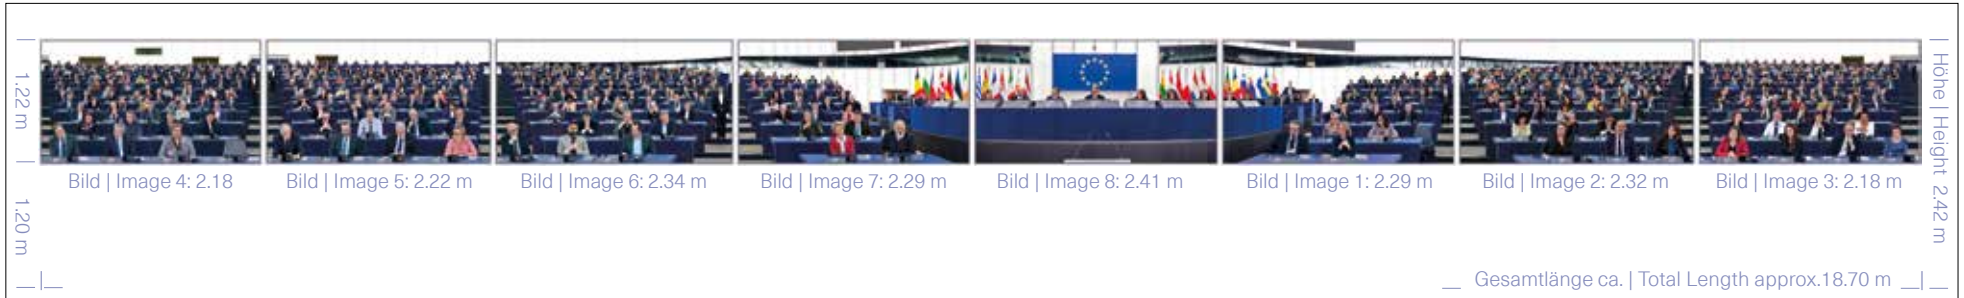 1.22 m
Bild | Image 4: 2.18
Bild | Image 5: 2.22 m
Bild | Image 6: 2.34 m
Bild | Image 7: 2.29 m
Bild | Image 8: 2.41 m
Bild | Image 1: 2.29 m
Bild | Image 2: 2.32 m
Bild | Image 3: 2.18 m
| Höhe | Height 2.42 m
1.20 m
Gesamtlänge ca. | Total Length approx.18.70 m